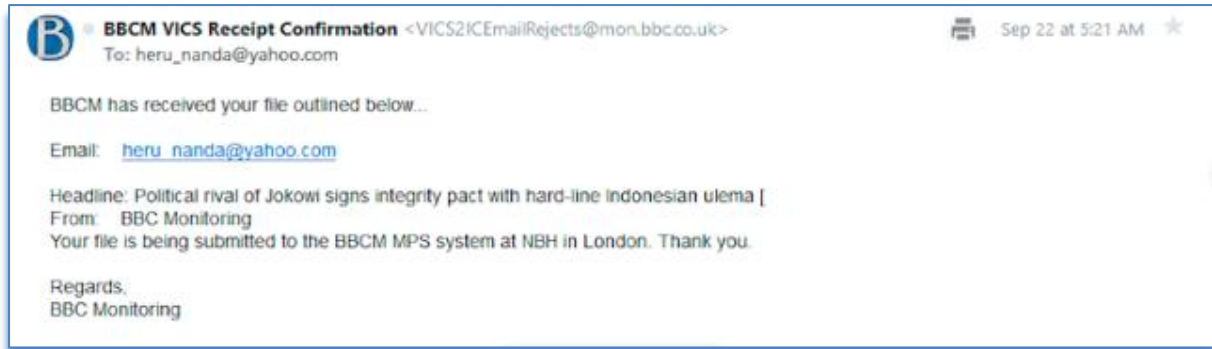 B
BBCM VICS Receipt Confirmation <VICS2ICEmailRejects@mon.bbc.co.uk>
Sep 22 at 5:21 AM
To: heru_nanda@yahoo.com
BBCM has received your file outlined below...
Email: heru_nanda@yahoo.com
Headline: Political rival of Jokowi signs integrity pact with hard-line Indonesian ulema [
From: BBC Monitoring
Your file is being submitted to the BBCM MPS system at NBH in London. Thank you.
Regards,
BBC Monitoring